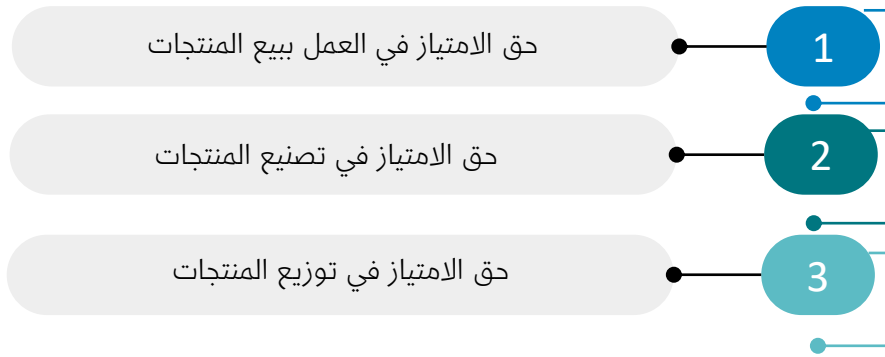 1
حق الامتياز في العمل ببيع المنتجات
2
حق الامتياز في تصنيع المنتجات
3
حق الامتياز في توزيع المنتجات